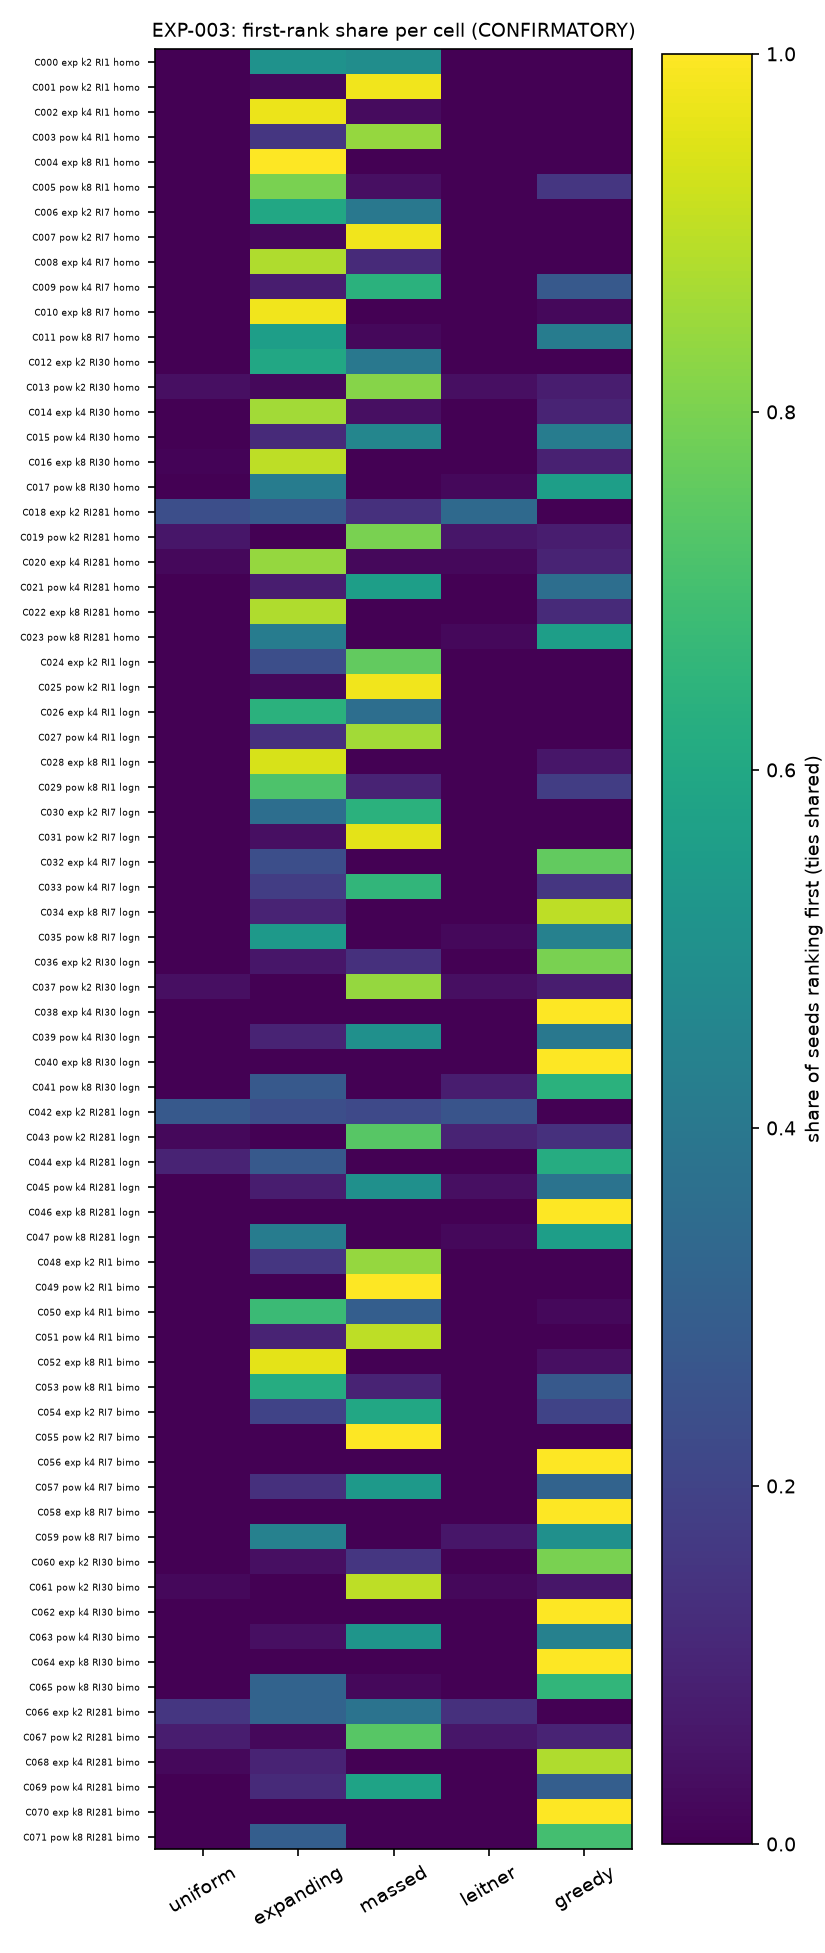 EXP-003: first-rank share per cell (CONFIRMATORY)
C000 exp k2 RI1 homo
C001 pow k2 RI1 homo
C002 exp k4 RI1 homo
C003 pow k4 RI1 homo
C004 exp k8 RI1 homo
C005 pow k8 RI1 homo
C006 exp k2 RI7 homo
C007 pow k2 RI7 homo
C008 exp k4 RI7 homo
C009 pow k4 RI7 homo
C010 exp k8 RI7 homo
C011 pow k8 RI7 homo
C012 exp k2 RI30 homo
C013 pow k2 RI30 homo
C014 exp k4 RI30 homo
C015 pow k4 RI30 homo
C016 exp k8 RI30 homo
C017 pow k8 RI30 homo
C018 exp k2 RI281 homo
C019 pow k2 RI281 homo
C020 exp k4 RI281 homo
C021 pow k4 RI281 homo
C022 exp k8 RI281 homo
C023 pow k8 RI281 homo
C024 exp k2 RI1 logn
C025 pow k2 RI1 logn
C026 exp k4 RI1 logn
C027 pow k4 RI1 logn
C028 exp k8 RI1 logn
C029 pow k8 RI1 logn
C030 exp k2 RI7 logn
C031 pow k2 RI7 logn
C032 exp k4 RI7 logn
C033 pow k4 RI7 logn
C034 exp k8 RI7 logn
C035 pow k8 RI7 logn
C036 exp k2 RI30 logn
C037 pow k2 RI30 logn
C038 exp k4 RI30 logn
C039 pow k4 RI30 logn
C040 exp k8 RI30 logn
C041 pow k8 RI30 logn
C042 exp k2 RI281 logn
C043 pow k2 RI281 logn
C044 exp k4 RI281 logn
C045 pow k4 RI281 logn
C046 exp k8 RI281 logn
C047 pow k8 RI281 logn
C048 exp k2 RI1 bimo
C049 pow k2 RI1 bimo
C050 exp k4 RI1 bimo
C051 pow k4 RI1 bimo
C052 exp k8 RI1 bimo
C053 pow k8 RI1 bimo
C054 exp k2 RI7 bimo
C055 pow k2 RI7 bimo
C056 exp k4 RI7 bimo
C057 pow k4 RI7 bimo
C058 exp k8 RI7 bimo
C059 pow k8 RI7 bimo
C060 exp k2 RI30 bimo
C061 pow k2 RI30 bimo
C062 exp k4 RI30 bimo
C063 pow k4 RI30 bimo
C064 exp k8 RI30 bimo
C065 pow k8 RI30 bimo
C066 exp k2 RI281 bimo
C067 pow k2 RI281 bimo
C068 exp k4 RI281 bimo
C069 pow k4 RI281 bimo
C070 exp k8 RI281 bimo
C071 pow k8 RI281 bimo
uniform
expanding
massed
leitner
greedy
1.0
0.8
0.6
0.4
0.2
0.0
share of seeds ranking first (ties shared)